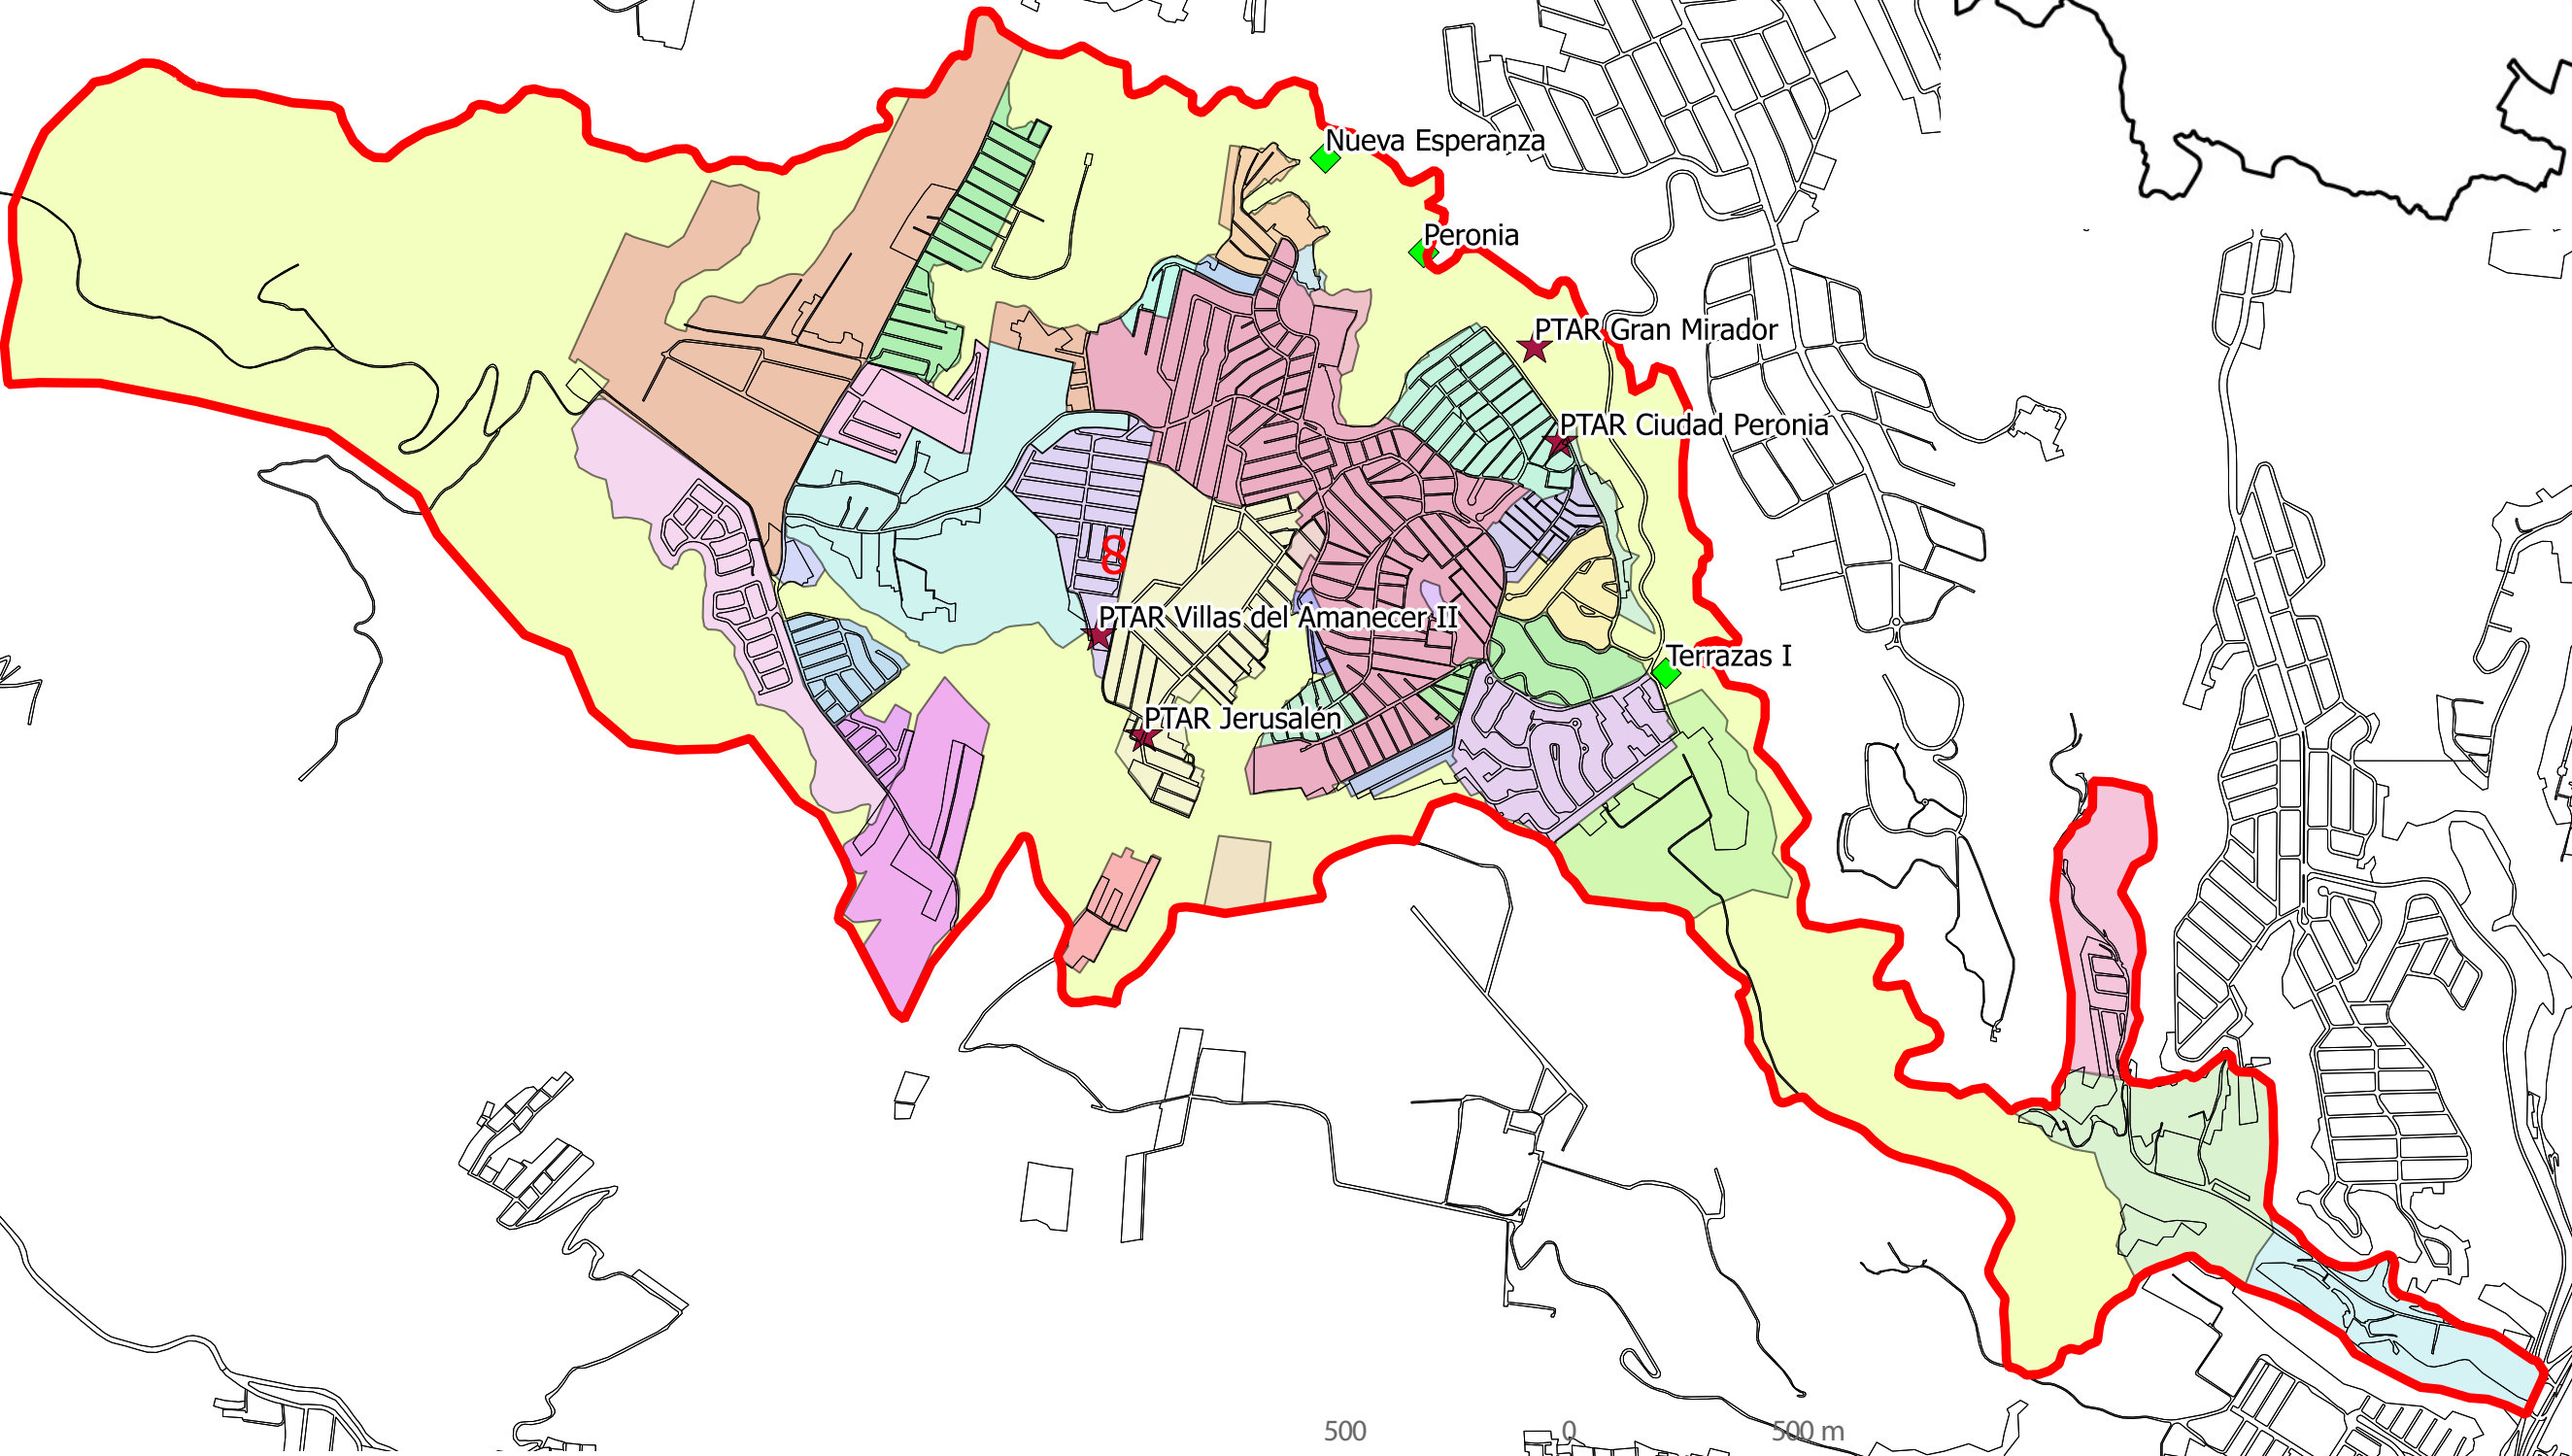 Nueva Esperanza
Peronia
PTAR Gran Mirador
PTAR Ciudad Peronia
8
PTAR Villas del Amanecer II
Terrazas I
PTAR Jerusalén
500 0 500 m